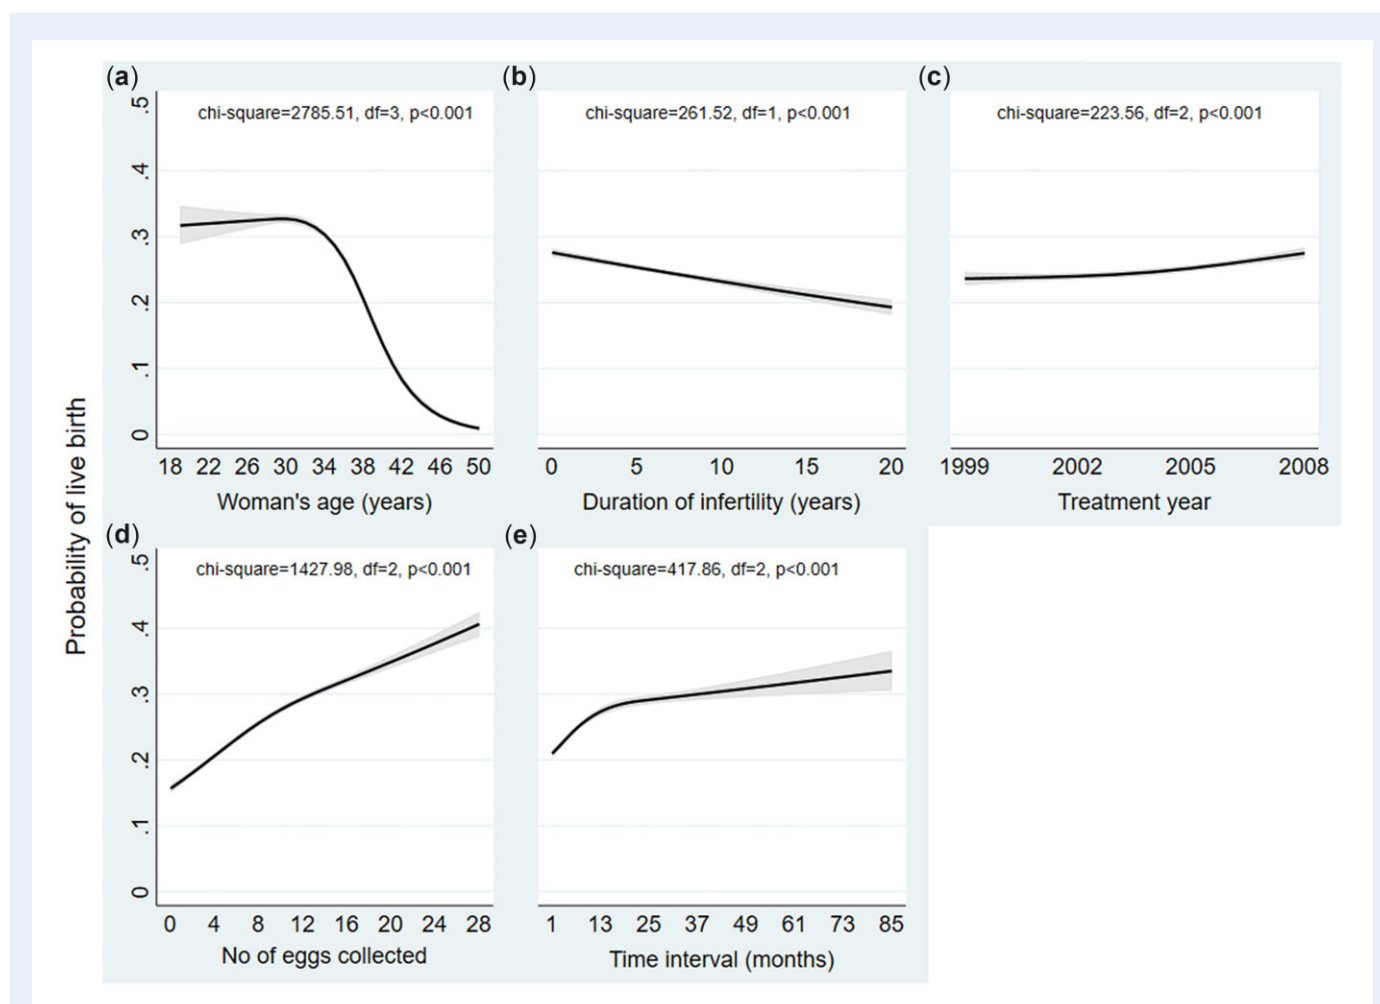 (a) (b) (c)
chi-square=2785.51, df=3, p<0.001
chi-square=261.52, df=1, p<0.001
chi-square=223.56, df=2, p<0.001
.5
.4
.3
.2
.1
0
18 22 26 30 34 38 42 46 50
0 5 10 15 20
1999 2002 2005 2008
Woman's age (years)
Duration of infertility (years)
Treatment year
Probability of live birth
(d) (e)
chi-square=1427.98, df=2, p<0.001
chi-square=417.86, df=2, p<0.001
.5
.4
.3
.2
.1
0
0 4 8 12 16 20 24 28
1 13 25 37 49 61 73 85
No of eggs collected
Time interval (months)